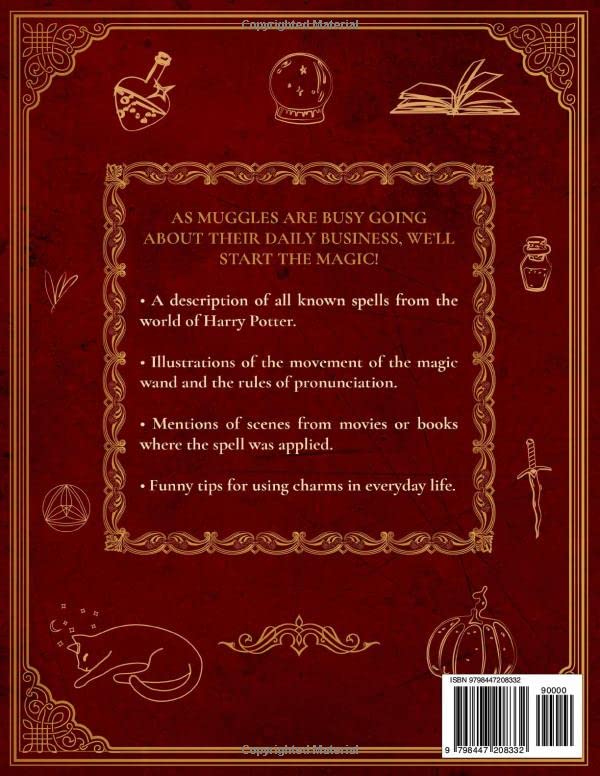 Copyrighted Material
AS MUGGLES ARE BUSY GOING
ABOUT THEIR DAILY BUSINESS, WE'LL
START THE MAGIC!
• A description of all known spells from the
world of Harry Potter.
• Illustrations of the movement of the magic
wand and the rules of pronunciation.
• Mentions of scenes from movies or books
where the spell was applied.
• Funny tips for using charms in everyday life.
ISBN 9798447208332
90000
9 798447 208332
Copyrighted Material